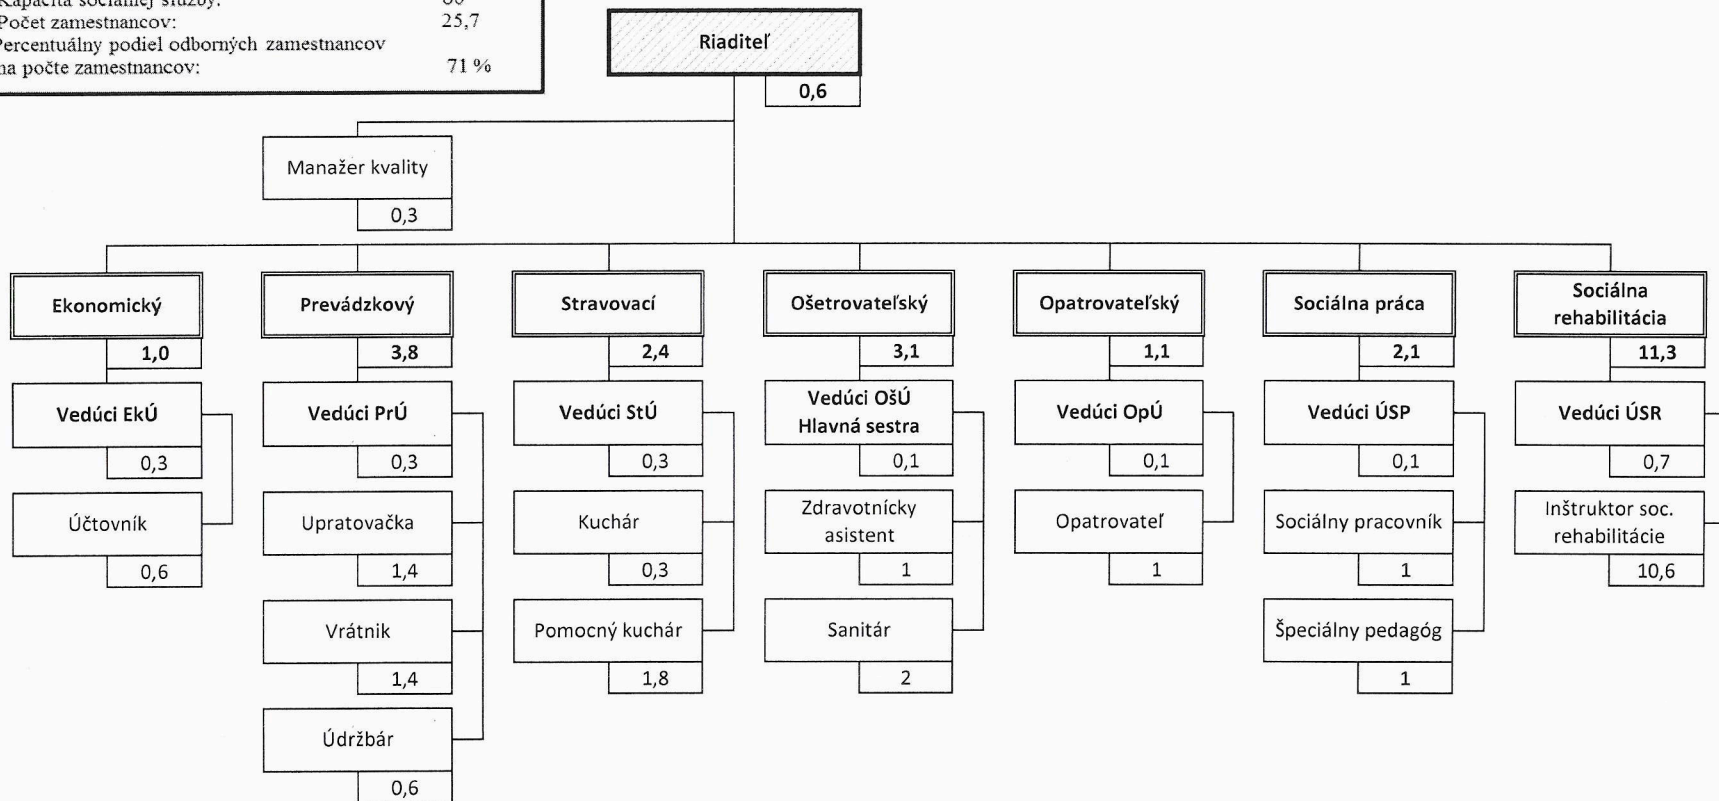 Kapacita sociálnej služby:
Počet zamestnancov: 25,7
Percentuálny podiel odborných zamestnancov
na počte zamestnancov: 71 %
Riaditeľ
0,6
Manažer kvality
0,3
Ekonomický
1,0
Vedúci EkÚ
0,3
Účtovník
0,6
Prevádzkový
3,8
Vedúci PrÚ
0,3
Upratovačka
1,4
Vrátnik
1,4
Údržbár
0,6
Stravovací
2,4
Vedúci StÚ
0,3
Kuchár
0,3
Pomocný kuchár
1,8
Ošetrovateľský
3,1
Vedúci OšÚ
Hlavná sestra
0,1
Zdravotnícky
asistent
1
Sanitár
2
Opatrovateľský
1,1
Vedúci OpÚ
0,1
Opatrovateľ
1
Sociálna práca
2,1
Vedúci ÚSP
0,1
Sociálny pracovník
1
Špeciálny pedagóg
1
Sociálna
rehabilitácia
11,3
Vedúci ÚSR
0,7
Inštruktor soc.
rehabilitácie
10,6